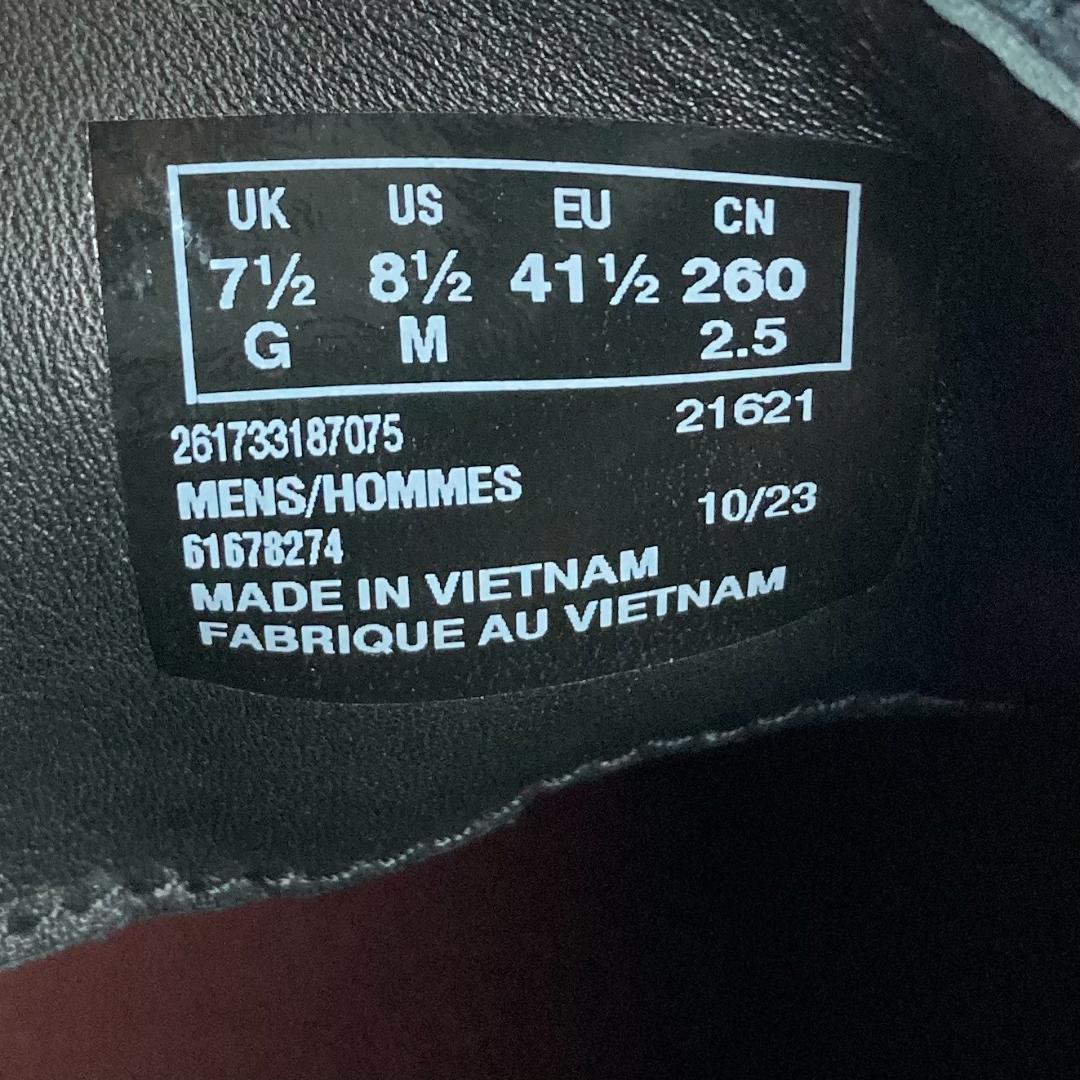 UK US EU CN
7½ 8½ 41½ 260
G M 2.5
261733187075 21621
MENS/HOMMES 10/23
61678274
MADE IN VIETNAM
FABRIQUE AU VIETNAM